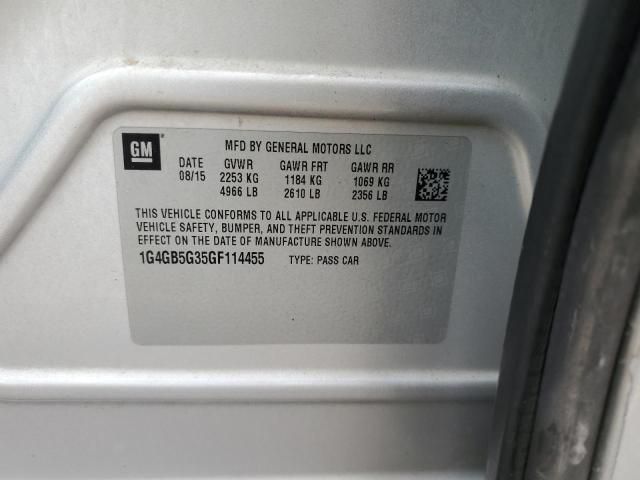 GM
MFD BY GENERAL MOTORS LLC
DATE GVWR GAWR FRT GAWR RR
08/15 2253 KG 1184 KG 1069 KG
4966 LB 2610 LB 2356 LB
THIS VEHICLE CONFORMS TO ALL APPLICABLE U.S. FEDERAL MOTOR
VEHICLE SAFETY, BUMPER, AND THEFT PREVENTION STANDARDS IN
EFFECT ON THE DATE OF MANUFACTURE SHOWN ABOVE.
1G4GB5G35GF114455 TYPE: PASS CAR